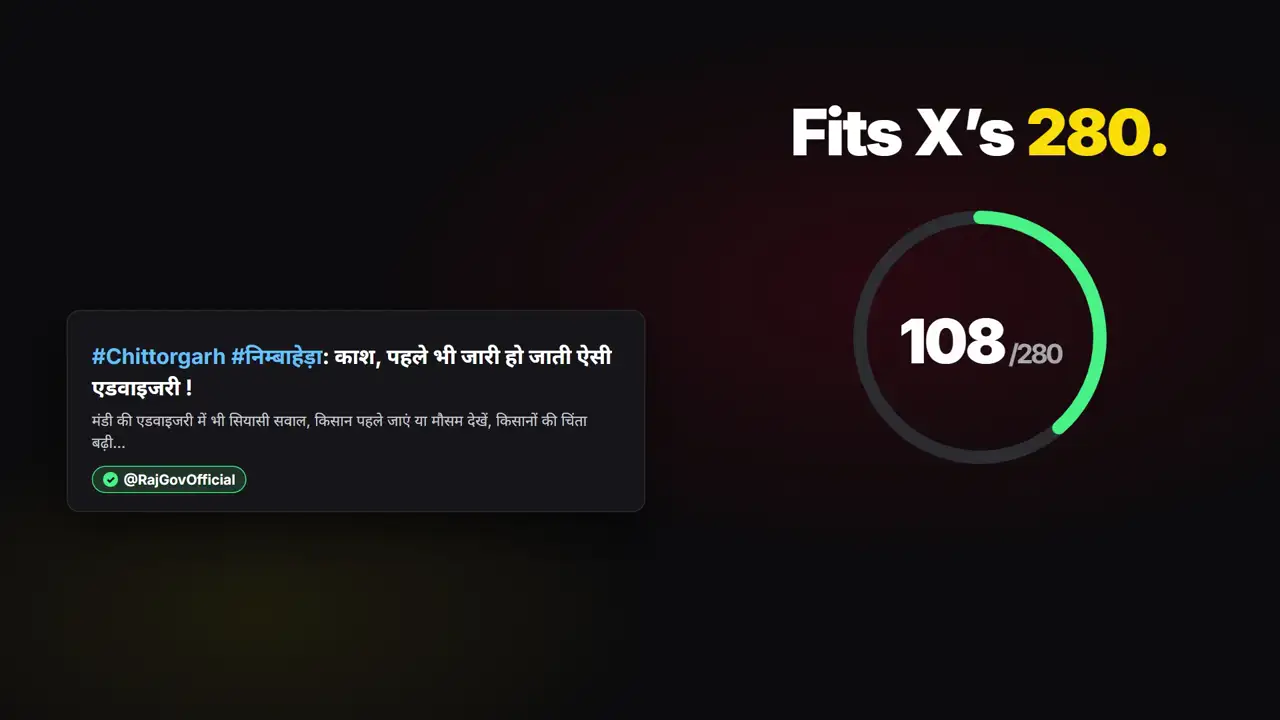 Fits X’s 280.
108 /280
#Chittorgarh #निम्बाहेड़ा: काश, पहले भी जारी हो जाती ऐसी
एडवाइजरी !
मंडी की एडवाइजरी में भी सियासी सवाल, किसान पहले जाएं या मौसम देखें, किसानों की चिंता
बढ़ी...
@RajGovOfficial